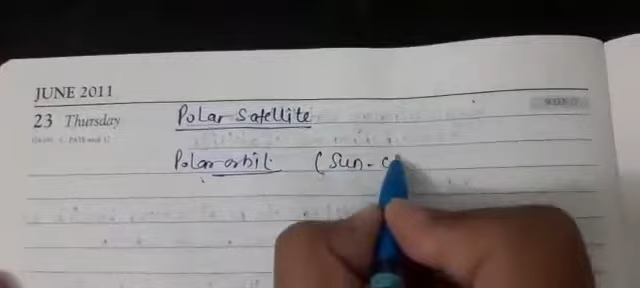 JUNE 2011
23 Thursday
Polar Satellite
Polar orbit (Sun-